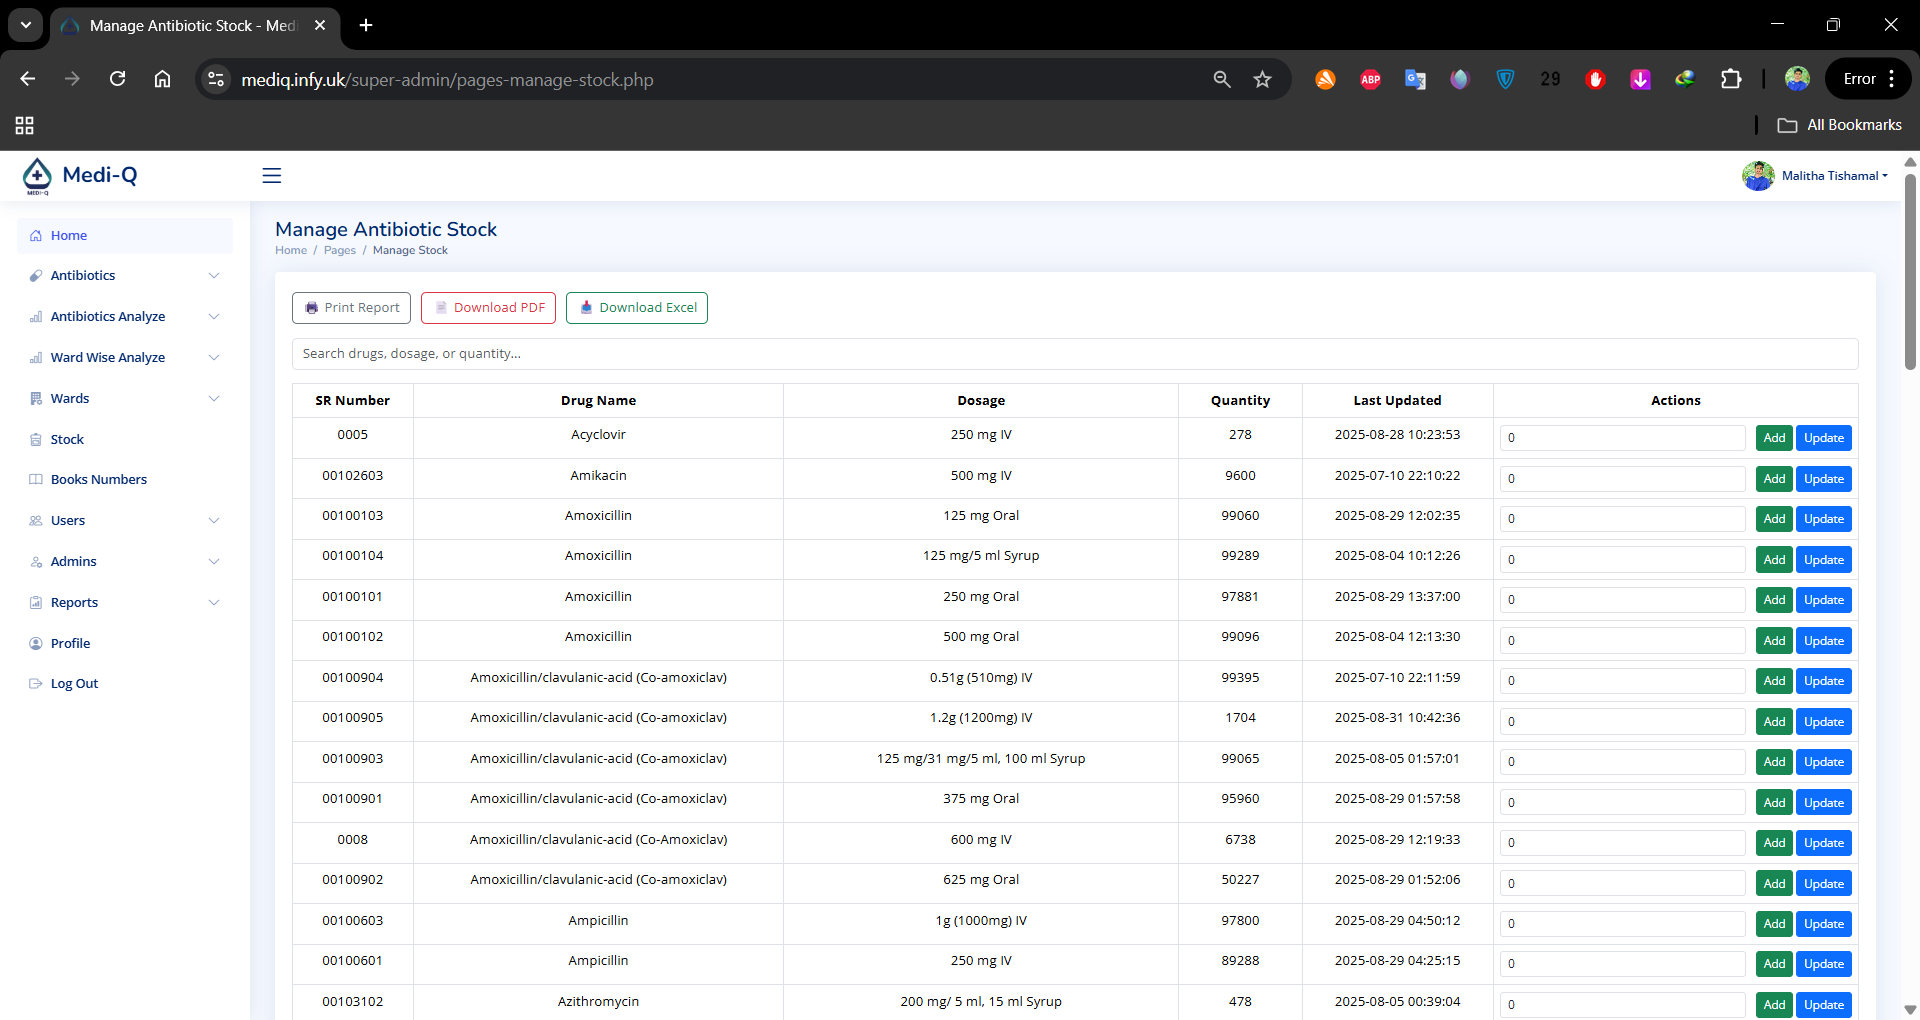 Manage Antibiotic Stock - Medi
mediq.infy.uk/super-admin/pages-manage-stock.php
ABP
29
Error
All Bookmarks
MEDI-Q
Medi-Q
Malitha Tishamal
Home
Antibiotics
Antibiotics Analyze
Ward Wise Analyze
Wards
Stock
Books Numbers
Users
Admins
Reports
Profile
Log Out
Manage Antibiotic Stock
Home / Pages / Manage Stock
Print Report Download PDF Download Excel
Search drugs, dosage, or quantity...
SR Number Drug Name Dosage Quantity Last Updated Actions
0005 Acyclovir 250 mg IV 278 2025-08-28 10:23:53 0 Add Update
00102603 Amikacin 500 mg IV 9600 2025-07-10 22:10:22 0 Add Update
00100103 Amoxicillin 125 mg Oral 99060 2025-08-29 12:02:35 0 Add Update
00100104 Amoxicillin 125 mg/5 ml Syrup 99289 2025-08-04 10:12:26 0 Add Update
00100101 Amoxicillin 250 mg Oral 97881 2025-08-29 13:37:00 0 Add Update
00100102 Amoxicillin 500 mg Oral 99096 2025-08-04 12:13:30 0 Add Update
00100904 Amoxicillin/clavulanic-acid (Co-amoxiclav) 0.51g (510mg) IV 99395 2025-07-10 22:11:59 0 Add Update
00100905 Amoxicillin/clavulanic-acid (Co-amoxiclav) 1.2g (1200mg) IV 1704 2025-08-31 10:42:36 0 Add Update
00100903 Amoxicillin/clavulanic-acid (Co-amoxiclav) 125 mg/31 mg/5 ml, 100 ml Syrup 99065 2025-08-05 01:57:01 0 Add Update
00100901 Amoxicillin/clavulanic-acid (Co-amoxiclav) 375 mg Oral 95960 2025-08-29 01:57:58 0 Add Update
0008 Amoxicillin/clavulanic-acid (Co-Amoxiclav) 600 mg IV 6738 2025-08-29 12:19:33 0 Add Update
00100902 Amoxicillin/clavulanic-acid (Co-amoxiclav) 625 mg Oral 50227 2025-08-29 01:52:06 0 Add Update
00100603 Ampicillin 1g (1000mg) IV 97800 2025-08-29 04:50:12 0 Add Update
00100601 Ampicillin 250 mg IV 89288 2025-08-29 04:25:15 0 Add Update
00103102 Azithromycin 200 mg/ 5 ml, 15 ml Syrup 478 2025-08-05 00:39:04 0 Add Update